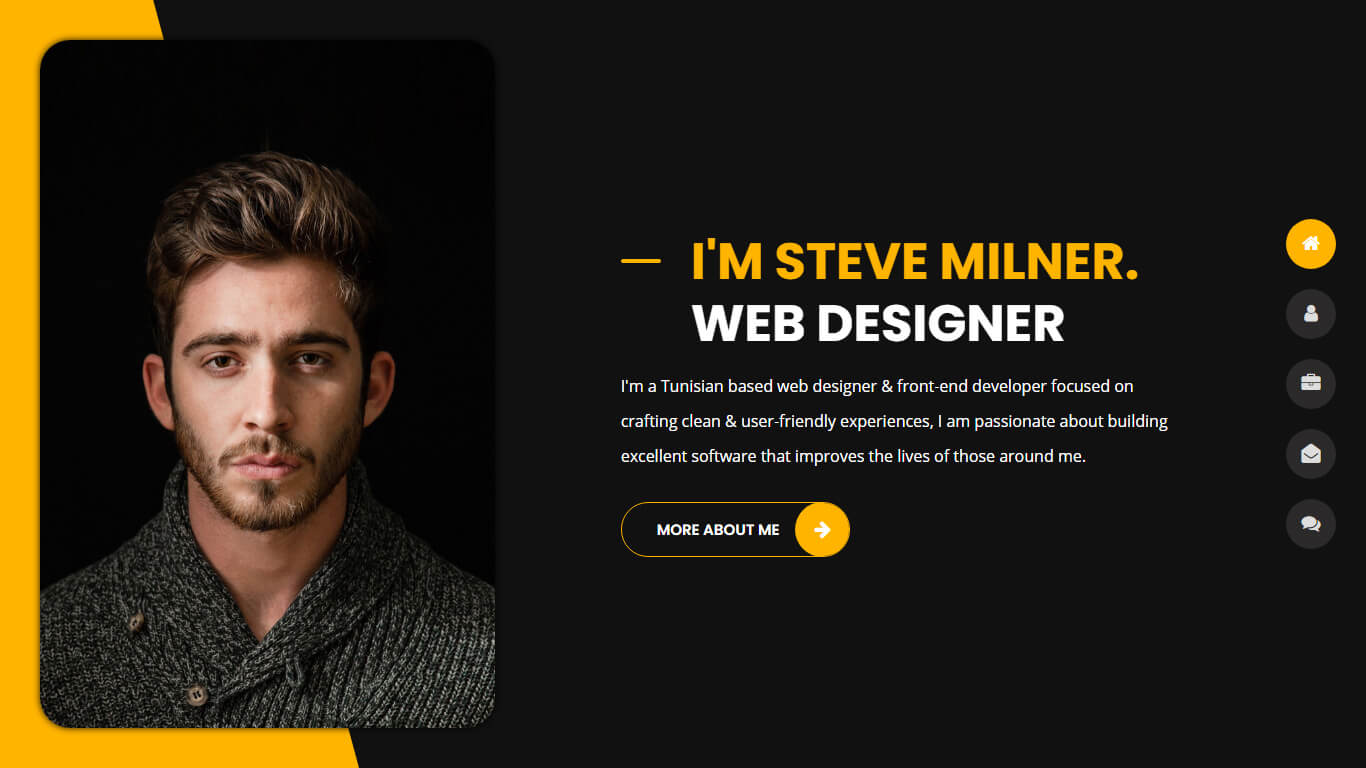 I'M STEVE MILNER.
WEB DESIGNER
I'm a Tunisian based web designer & front-end developer focused on
crafting clean & user-friendly experiences, I am passionate about building
excellent software that improves the lives of those around me.
MORE ABOUT ME